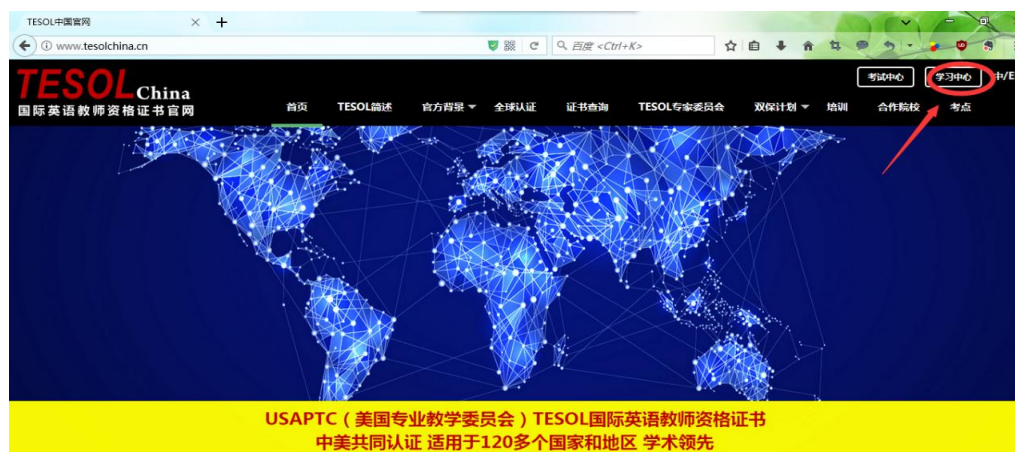 TESOL中国官网
www.tesolchina.cn
百度 <Ctrl+K>
考试中心 学习中心 中/E
TESOL China
国际英语教师资格证书官网
首页 TESOL简述 官方背景 全球认证 证书查询 TESOL专家委员会 双保计划 培训 合作院校 考点
USAPTC（美国专业教学委员会）TESOL国际英语教师资格证书
中美共同认证 适用于120多个国家和地区 学术领先